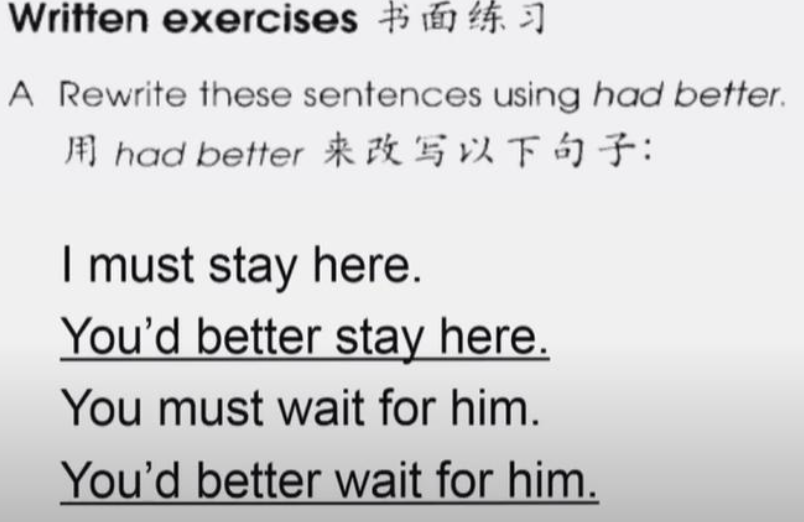 Written exercises 书面练习
A Rewrite these sentences using had better.
用 had better 来改写以下句子：
I must stay here.
You'd better stay here.
You must wait for him.
You'd better wait for him.